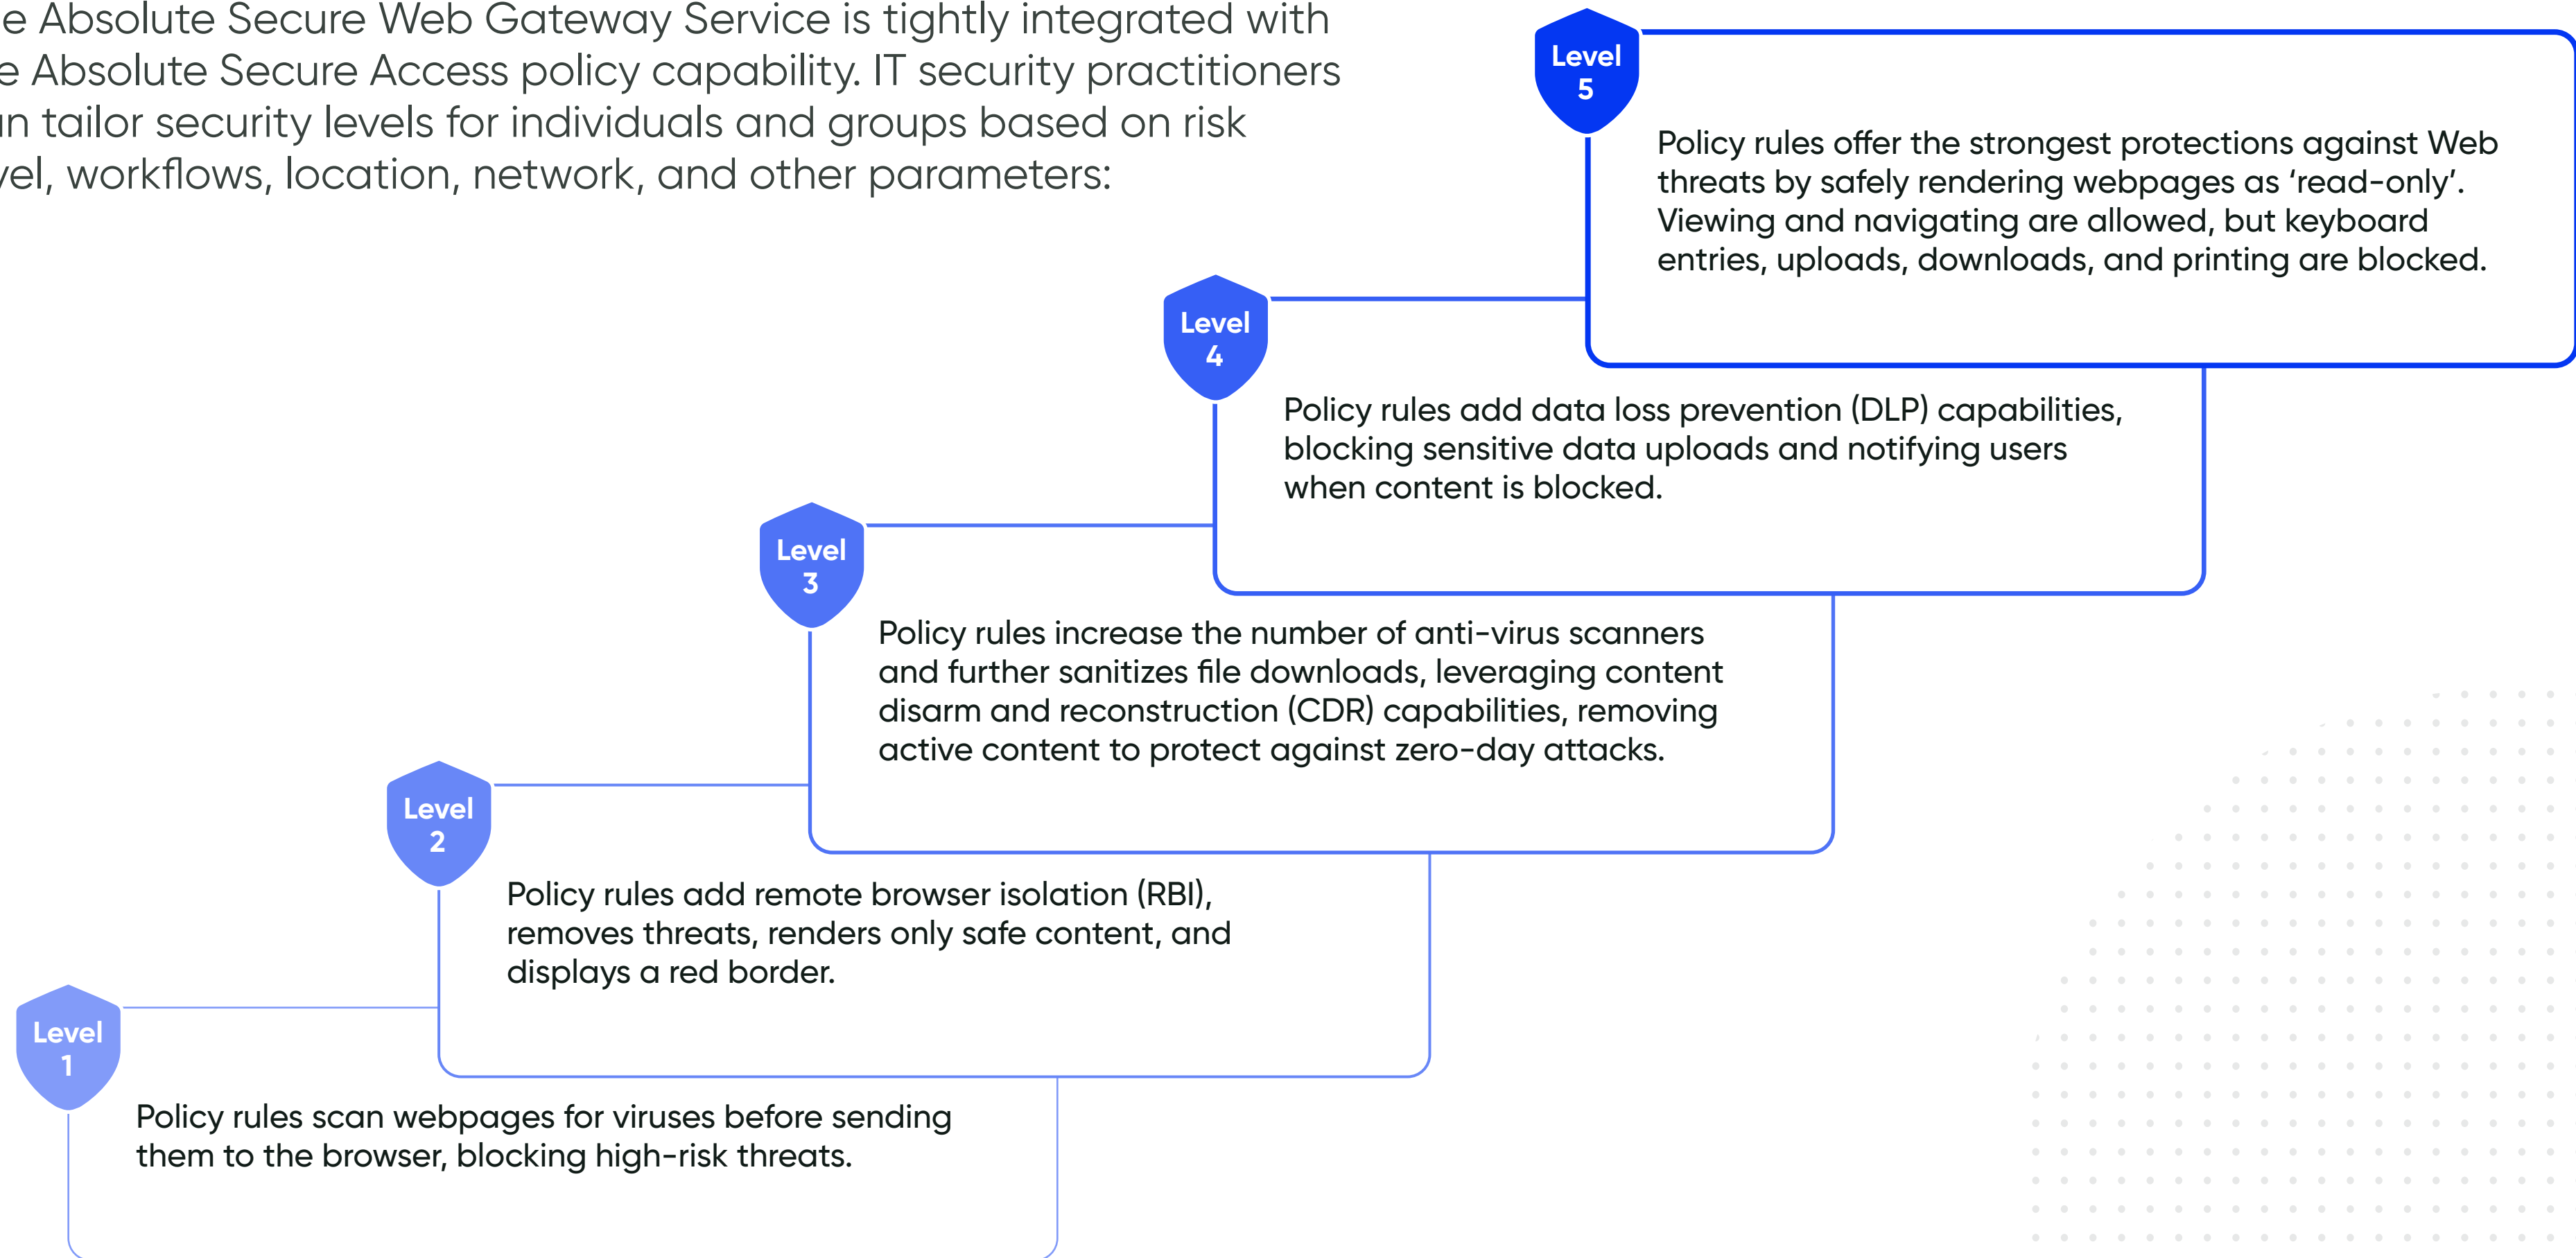 e Absolute Secure Web Gateway Service is tightly integrated with
e Absolute Secure Access policy capability. IT security practitioners
n tailor security levels for individuals and groups based on risk
vel, workflows, location, network, and other parameters:
Level
5
Policy rules offer the strongest protections against Web
threats by safely rendering webpages as ‘read-only’.
Viewing and navigating are allowed, but keyboard
entries, uploads, downloads, and printing are blocked.
Level
4
Policy rules add data loss prevention (DLP) capabilities,
blocking sensitive data uploads and notifying users
when content is blocked.
Level
3
Policy rules increase the number of anti-virus scanners
and further sanitizes file downloads, leveraging content
disarm and reconstruction (CDR) capabilities, removing
active content to protect against zero-day attacks.
Level
2
Policy rules add remote browser isolation (RBI),
removes threats, renders only safe content, and
displays a red border.
Level
1
Policy rules scan webpages for viruses before sending
them to the browser, blocking high-risk threats.